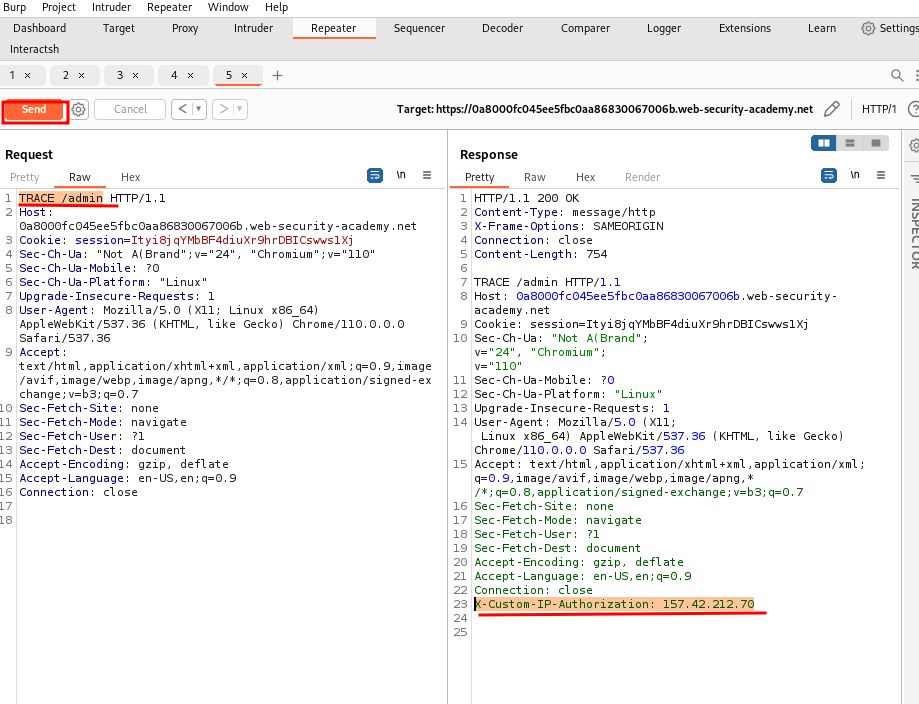 Burp Project Intruder Repeater Window Help
Dashboard Target Proxy Intruder Repeater Sequencer Decoder Comparer Logger Extensions Learn Settings
Interactsh
1 × 2 × 3 × 4 × 5 × +
Send Cancel < > Target: https://0a8000fc045ee5fbc0aa86830067006b.web-security-academy.net HTTP/1
Request
Pretty Raw Hex \n
1 TRACE /admin HTTP/1.1
2 Host:
0a8000fc045ee5fbc0aa86830067006b.web-security-academy.net
3 Cookie: session=Ityi8jqYMbBF4diuXr9hrDBICswws1Xj
4 Sec-Ch-Ua: "Not A(Brand";v="24", "Chromium";v="110"
5 Sec-Ch-Ua-Mobile: ?0
6 Sec-Ch-Ua-Platform: "Linux"
7 Upgrade-Insecure-Requests: 1
8 User-Agent: Mozilla/5.0 (X11; Linux x86_64)
AppleWebKit/537.36 (KHTML, like Gecko) Chrome/110.0.0.0
Safari/537.36
9 Accept:
text/html,application/xhtml+xml,application/xml;q=0.9,image
/avif,image/webp,image/apng,*/*;q=0.8,application/signed-ex
change;v=b3;q=0.7
10 Sec-Fetch-Site: none
11 Sec-Fetch-Mode: navigate
12 Sec-Fetch-User: ?1
13 Sec-Fetch-Dest: document
14 Accept-Encoding: gzip, deflate
15 Accept-Language: en-US,en;q=0.9
16 Connection: close
17
18
Response
Pretty Raw Hex Render \n
1 HTTP/1.1 200 OK
2 Content-Type: message/http
3 X-Frame-Options: SAMEORIGIN
4 Connection: close
5 Content-Length: 754
6
7 TRACE /admin HTTP/1.1
8 Host: 0a8000fc045ee5fbc0aa86830067006b.web-security-
academy.net
9 Cookie: session=Ityi8jqYMbBF4diuXr9hrDBICswws1Xj
10 Sec-Ch-Ua: "Not A(Brand";
v="24", "Chromium";
v="110"
11 Sec-Ch-Ua-Mobile: ?0
12 Sec-Ch-Ua-Platform: "Linux"
13 Upgrade-Insecure-Requests: 1
14 User-Agent: Mozilla/5.0 (X11;
Linux x86_64) AppleWebKit/537.36 (KHTML, like Gecko)
Chrome/110.0.0.0 Safari/537.36
15 Accept: text/html,application/xhtml+xml,application/xml;
q=0.9,image/avif,image/webp,image/apng,*
/*;q=0.8,application/signed-exchange;v=b3;q=0.7
16 Sec-Fetch-Site: none
17 Sec-Fetch-Mode: navigate
18 Sec-Fetch-User: ?1
19 Sec-Fetch-Dest: document
20 Accept-Encoding: gzip, deflate
21 Accept-Language: en-US,en;q=0.9
22 Connection: close
23 X-Custom-IP-Authorization: 157.42.212.70
24
25
INSPECTOR